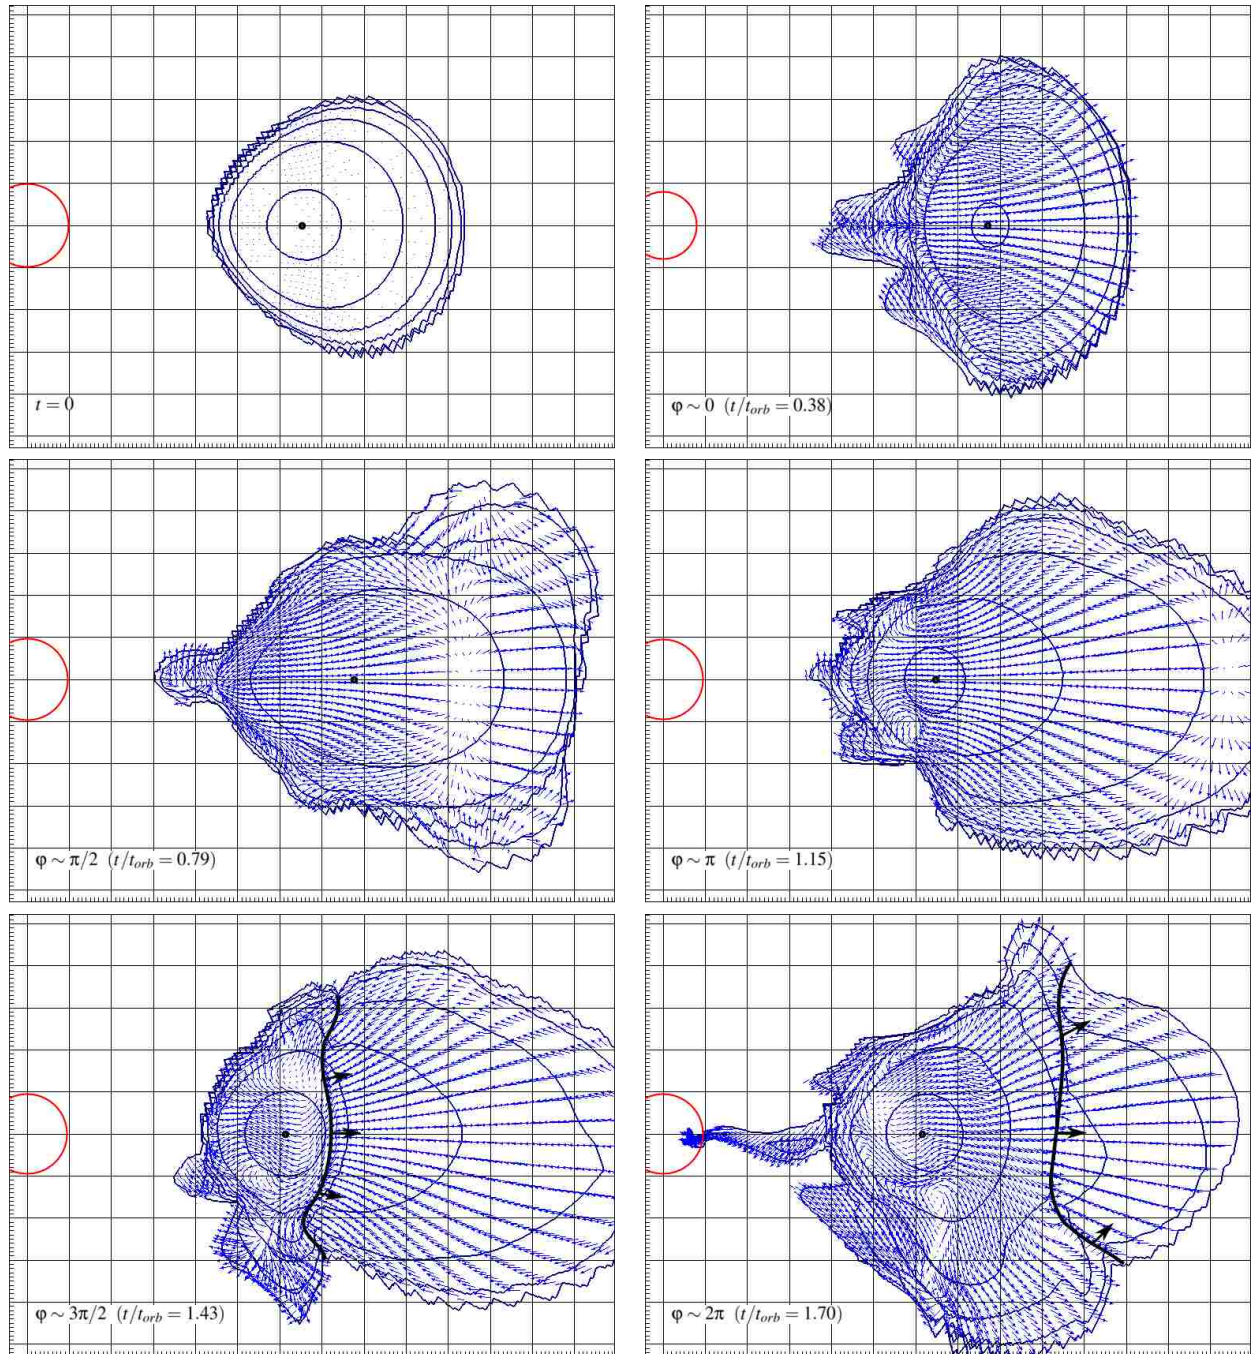 t = 0
φ ∼ 0 (t/t_orb = 0.38)
φ ∼ π/2 (t/t_orb = 0.79)
φ ∼ π (t/t_orb = 1.15)
φ ∼ 3π/2 (t/t_orb = 1.43)
φ ∼ 2π (t/t_orb = 1.70)